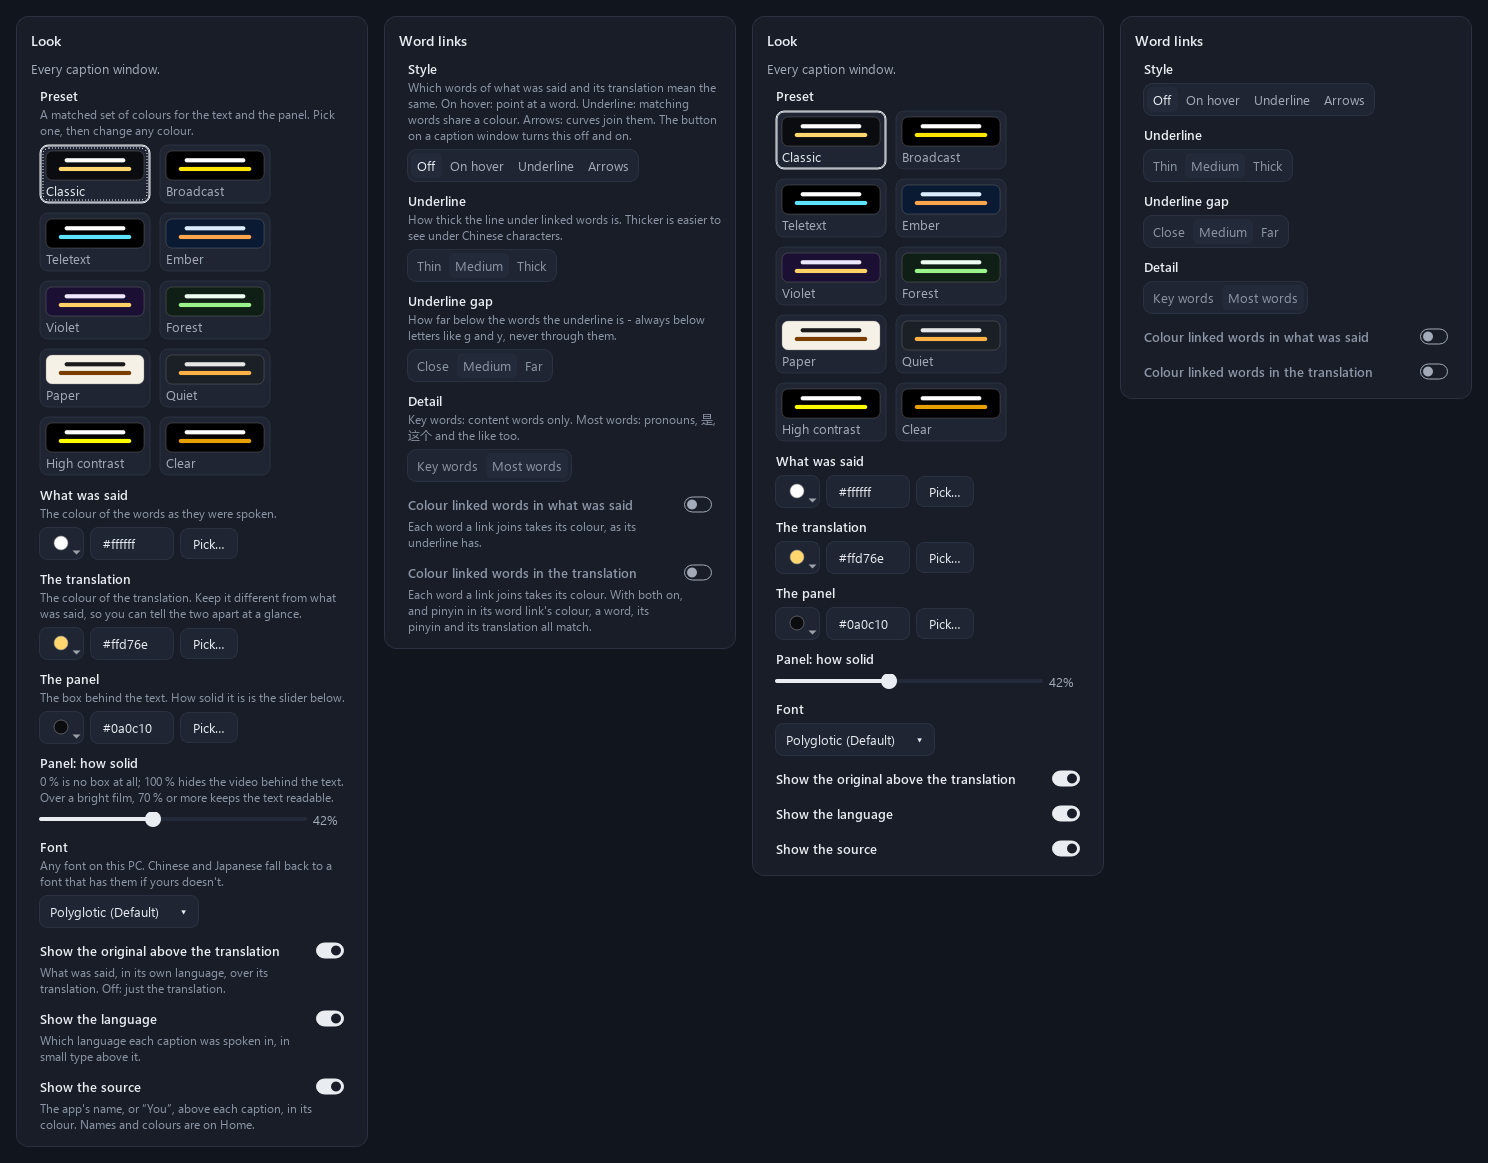 Look
Every caption window.
Preset
A matched set of colours for the text and the panel. Pick
one, then change any colour.
Classic
Broadcast
Teletext
Ember
Violet
Forest
Paper
Quiet
High contrast
Clear
What was said
The colour of the words as they were spoken.
#ffffff
Pick...
The translation
The colour of the translation. Keep it different from what
was said, so you can tell the two apart at a glance.
#ffd76e
Pick...
The panel
The box behind the text. How solid it is is the slider below.
#0a0c10
Pick...
Panel: how solid
0 % is no box at all; 100 % hides the video behind the text.
Over a bright film, 70 % or more keeps the text readable.
42%
Font
Any font on this PC. Chinese and Japanese fall back to a
font that has them if yours doesn't.
Polyglotic (Default)
Show the original above the translation
What was said, in its own language, over its
translation. Off: just the translation.
Show the language
Which language each caption was spoken in, in
small type above it.
Show the source
The app's name, or “You”, above each caption, in its
colour. Names and colours are on Home.
Word links
Style
Which words of what was said and its translation mean the
same. On hover: point at a word. Underline: matching
words share a colour. Arrows: curves join them. The button
on a caption window turns this off and on.
Off On hover Underline Arrows
Underline
How thick the line under linked words is. Thicker is easier to
see under Chinese characters.
Thin Medium Thick
Underline gap
How far below the words the underline is - always below
letters like g and y, never through them.
Close Medium Far
Detail
Key words: content words only. Most words: pronouns, 是,
这个 and the like too.
Key words Most words
Colour linked words in what was said
Each word a link joins takes its colour, as its
underline has.
Colour linked words in the translation
Each word a link joins takes its colour. With both on,
and pinyin in its word link's colour, a word, its
pinyin and its translation all match.
Look
Every caption window.
Preset
Classic
Broadcast
Teletext
Ember
Violet
Forest
Paper
Quiet
High contrast
Clear
What was said
#ffffff
Pick...
The translation
#ffd76e
Pick...
The panel
#0a0c10
Pick...
Panel: how solid
42%
Font
Polyglotic (Default)
Show the original above the translation
Show the language
Show the source
Word links
Style
Off On hover Underline Arrows
Underline
Thin Medium Thick
Underline gap
Close Medium Far
Detail
Key words Most words
Colour linked words in what was said
Colour linked words in the translation